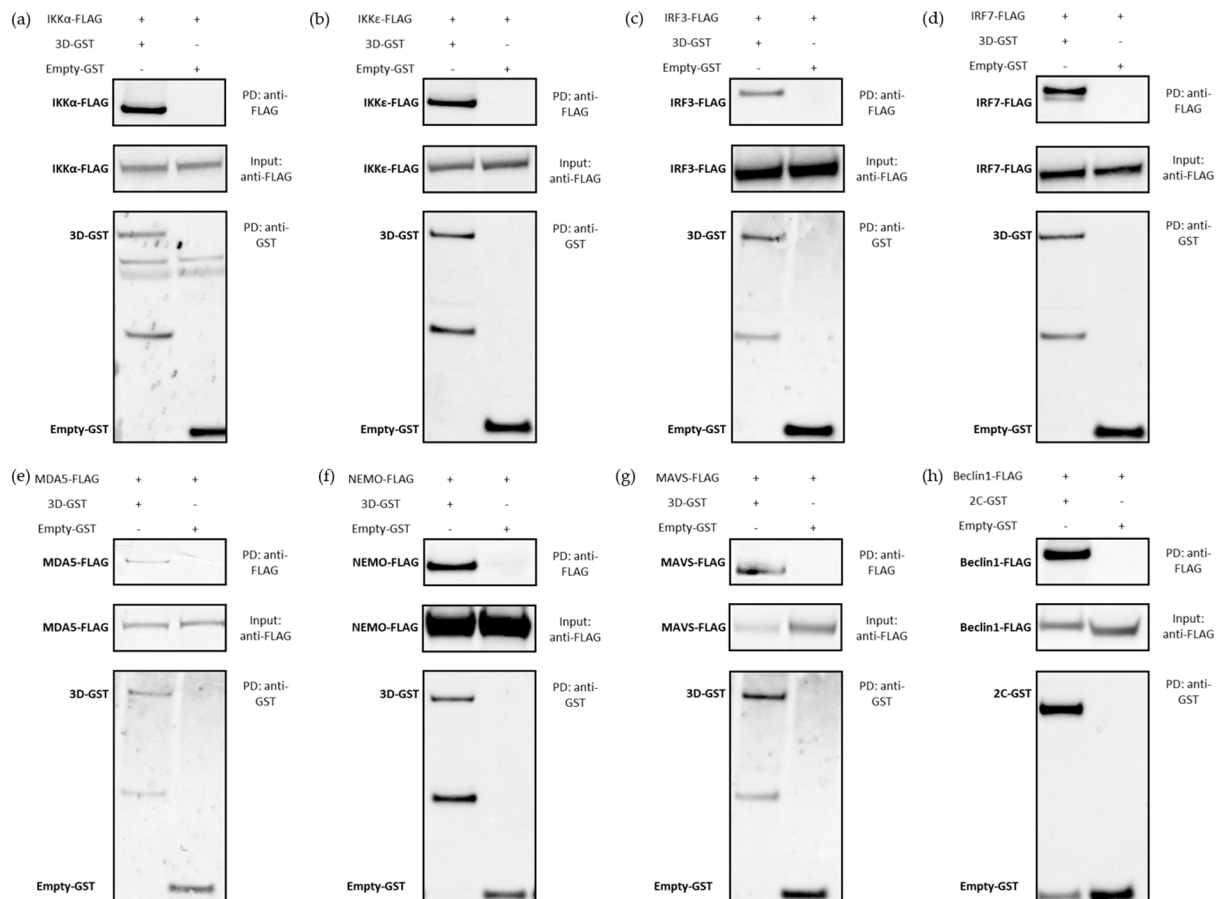 (a) IKKα-FLAG + +
3D-GST + -
Empty-GST - +
IKKα-FLAG PD: anti-
FLAG
IKKα-FLAG Input:
anti-FLAG
3D-GST PD: anti-
GST
Empty-GST
(b) IKKε-FLAG + +
3D-GST + -
Empty-GST - +
IKKε-FLAG PD: anti-
FLAG
IKKε-FLAG Input:
anti-FLAG
3D-GST PD: anti-
GST
Empty-GST
(c) IRF3-FLAG + +
3D-GST + -
Empty-GST - +
IRF3-FLAG PD: anti-
FLAG
IRF3-FLAG Input:
anti-FLAG
3D-GST PD: anti-
GST
Empty-GST
(d) IRF7-FLAG + +
3D-GST + -
Empty-GST - +
IRF7-FLAG PD: anti-
FLAG
IRF7-FLAG Input:
anti-FLAG
3D-GST PD: anti-
GST
Empty-GST
(e) MDA5-FLAG + +
3D-GST + -
Empty-GST - +
MDA5-FLAG PD: anti-
FLAG
MDA5-FLAG Input:
anti-FLAG
3D-GST PD: anti-
GST
Empty-GST
(f) NEMO-FLAG + +
3D-GST + -
Empty-GST - +
NEMO-FLAG PD: anti-
FLAG
NEMO-FLAG Input:
anti-FLAG
3D-GST PD: anti-
GST
Empty-GST
(g) MAVS-FLAG + +
3D-GST + -
Empty-GST - +
MAVS-FLAG PD: anti-
FLAG
MAVS-FLAG Input:
anti-FLAG
3D-GST PD: anti-
GST
Empty-GST
(h) Beclin1-FLAG + +
2C-GST + -
Empty-GST - +
Beclin1-FLAG PD: anti-
FLAG
Beclin1-FLAG Input:
anti-FLAG
2C-GST PD: anti-
GST
Empty-GST